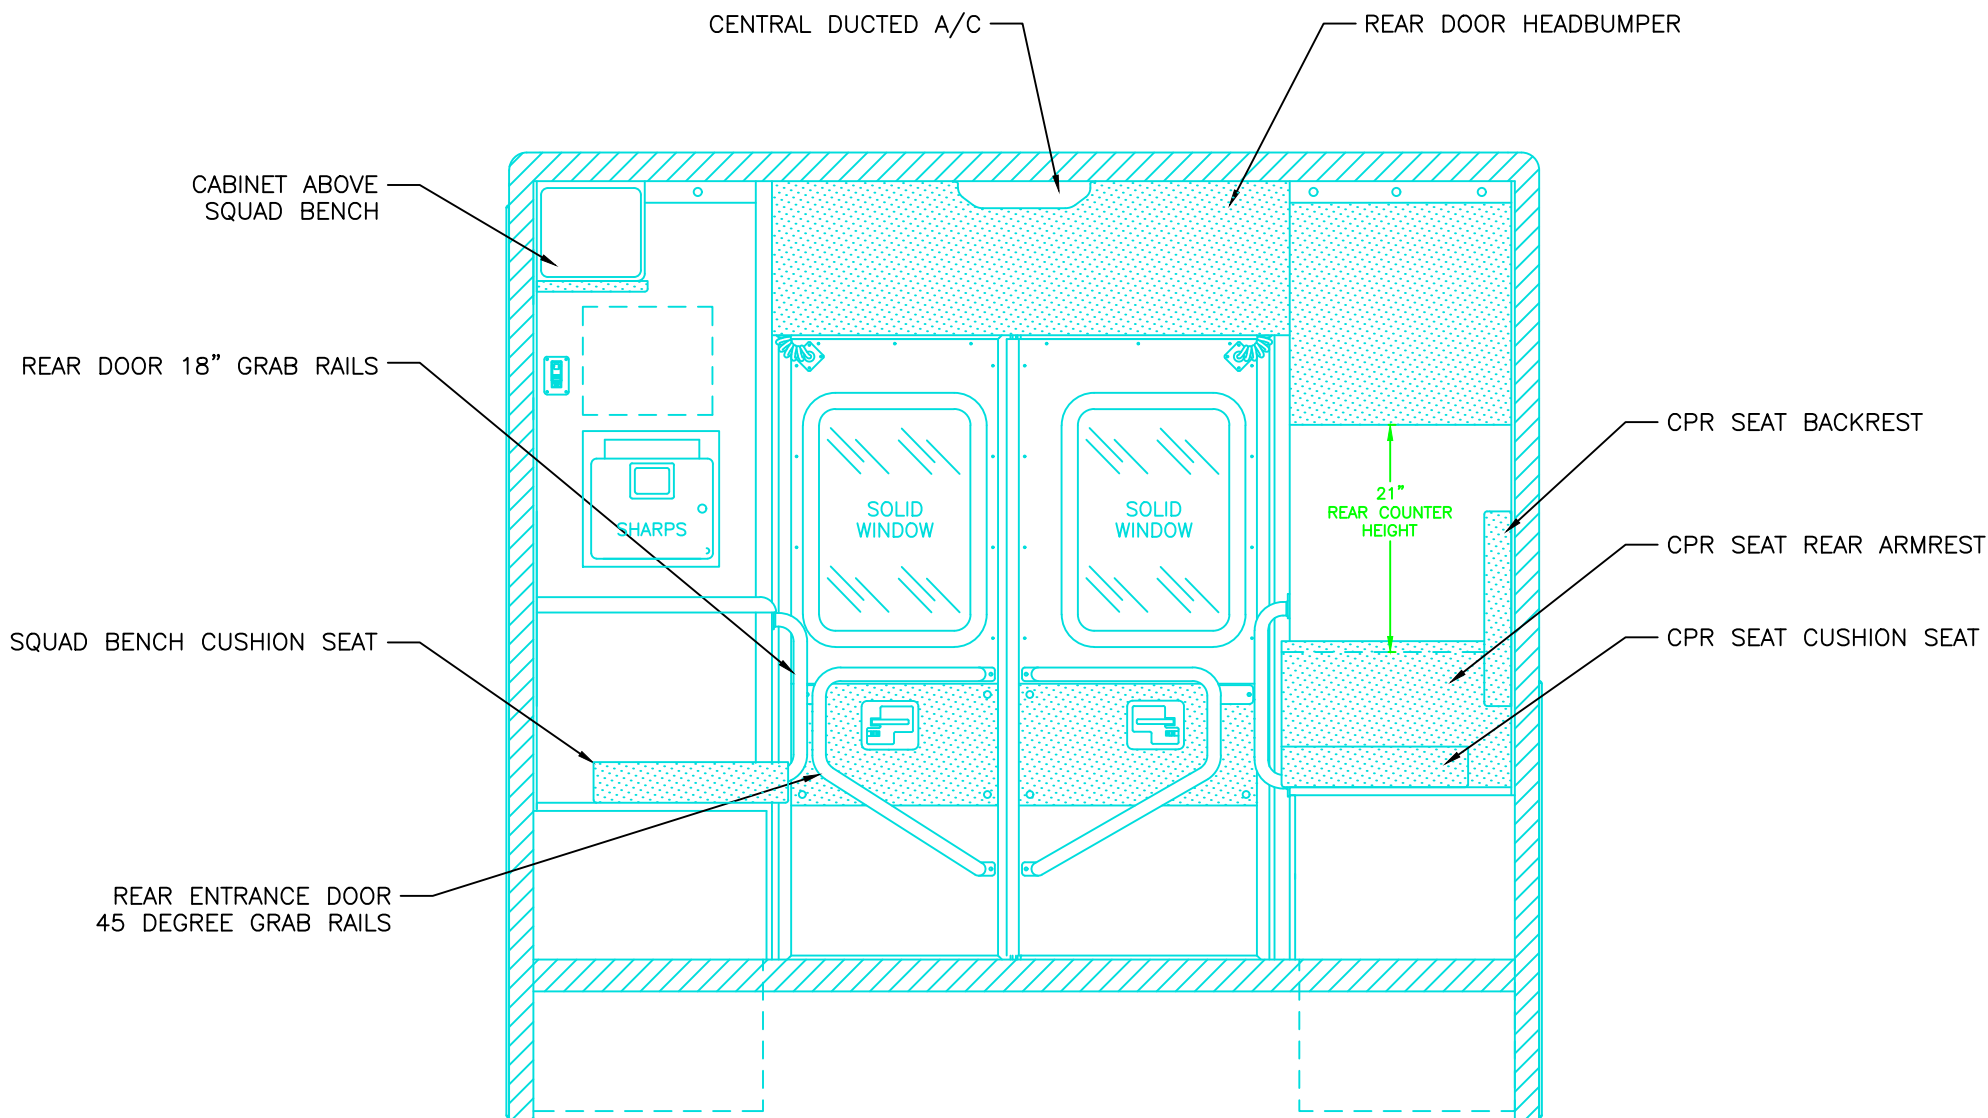 CENTRAL DUCTED A/C
REAR DOOR HEADBUMPER
CABINET ABOVE
SQUAD BENCH
REAR DOOR 18” GRAB RAILS
CPR SEAT BACKREST
21”
REAR COUNTER
HEIGHT
SOLID
WINDOW
SOLID
WINDOW
SHARPS
CPR SEAT REAR ARMREST
SQUAD BENCH CUSHION SEAT
CPR SEAT CUSHION SEAT
REAR ENTRANCE DOOR
45 DEGREE GRAB RAILS